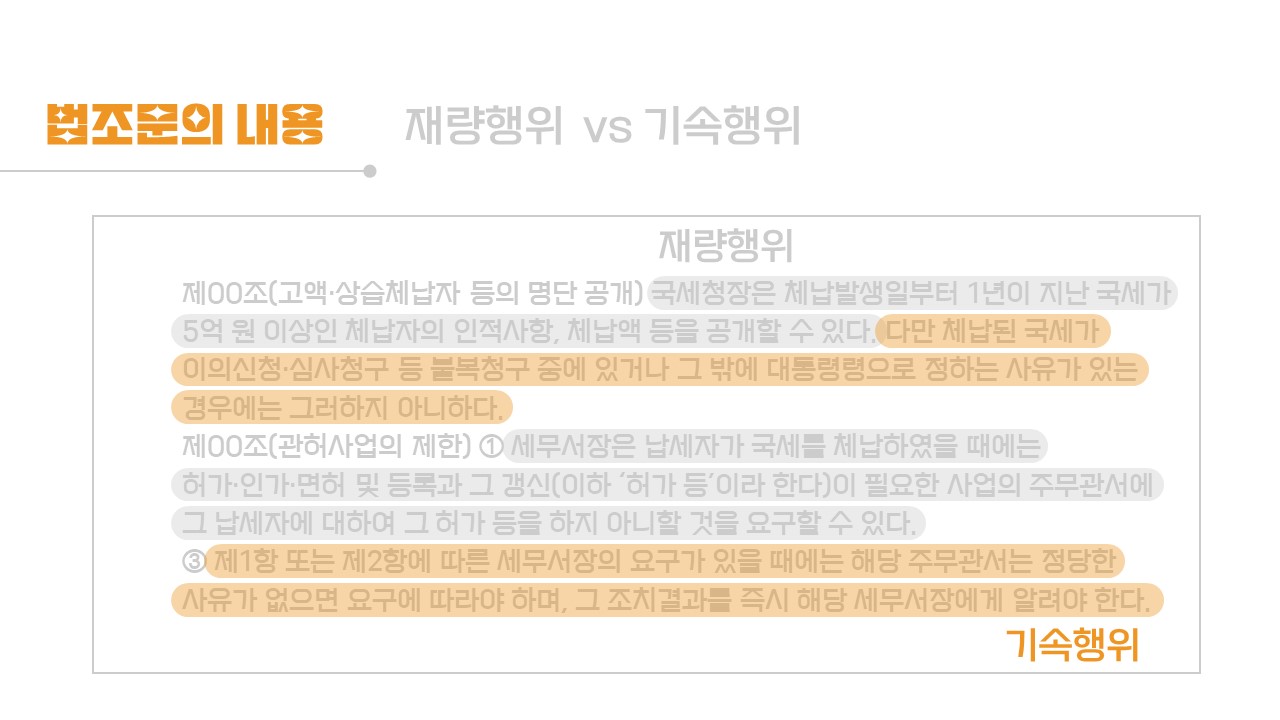 법조문의 내용
재량행위 vs 기속행위
재량행위
제00조(고액·상습체납자 등의 명단 공개) 국세청장은 체납발생일부터 1년이 지난 국세가
5억 원 이상인 체납자의 인적사항, 체납액 등을 공개할 수 있다. 다만 체납된 국세가
이의신청·심사청구 등 불복청구 중에 있거나 그 밖에 대통령령으로 정하는 사유가 있는
경우에는 그러하지 아니하다.
제00조(관허사업의 제한) ① 세무서장은 납세자가 국세를 체납하였을 때에는
허가·인가·면허 및 등록과 그 갱신(이하 ‘허가 등’이라 한다)이 필요한 사업의 주무관서에
그 납세자에 대하여 그 허가 등을 하지 아니할 것을 요구할 수 있다.
③ 제1항 또는 제2항에 따른 세무서장의 요구가 있을 때에는 해당 주무관서는 정당한
사유가 없으면 요구에 따라야 하며, 그 조치결과를 즉시 해당 세무서장에게 알려야 한다.
기속행위